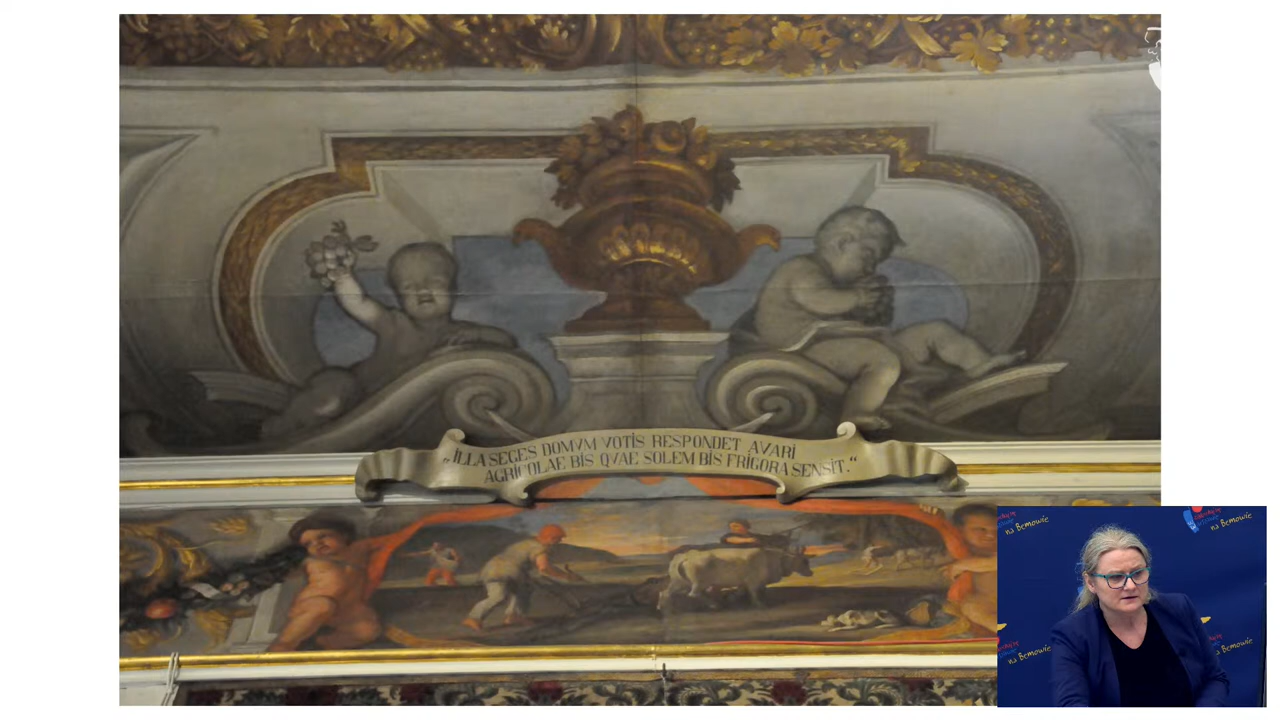 „ILLA SEGES DOMVM VOTIS RESPONDET AVARI
AGRICOLAE BIS QVAE SOLEM BIS FRIGORA SENSIT.“
na Bemowie
na Bemowie
na Bemowie
na Bemowie